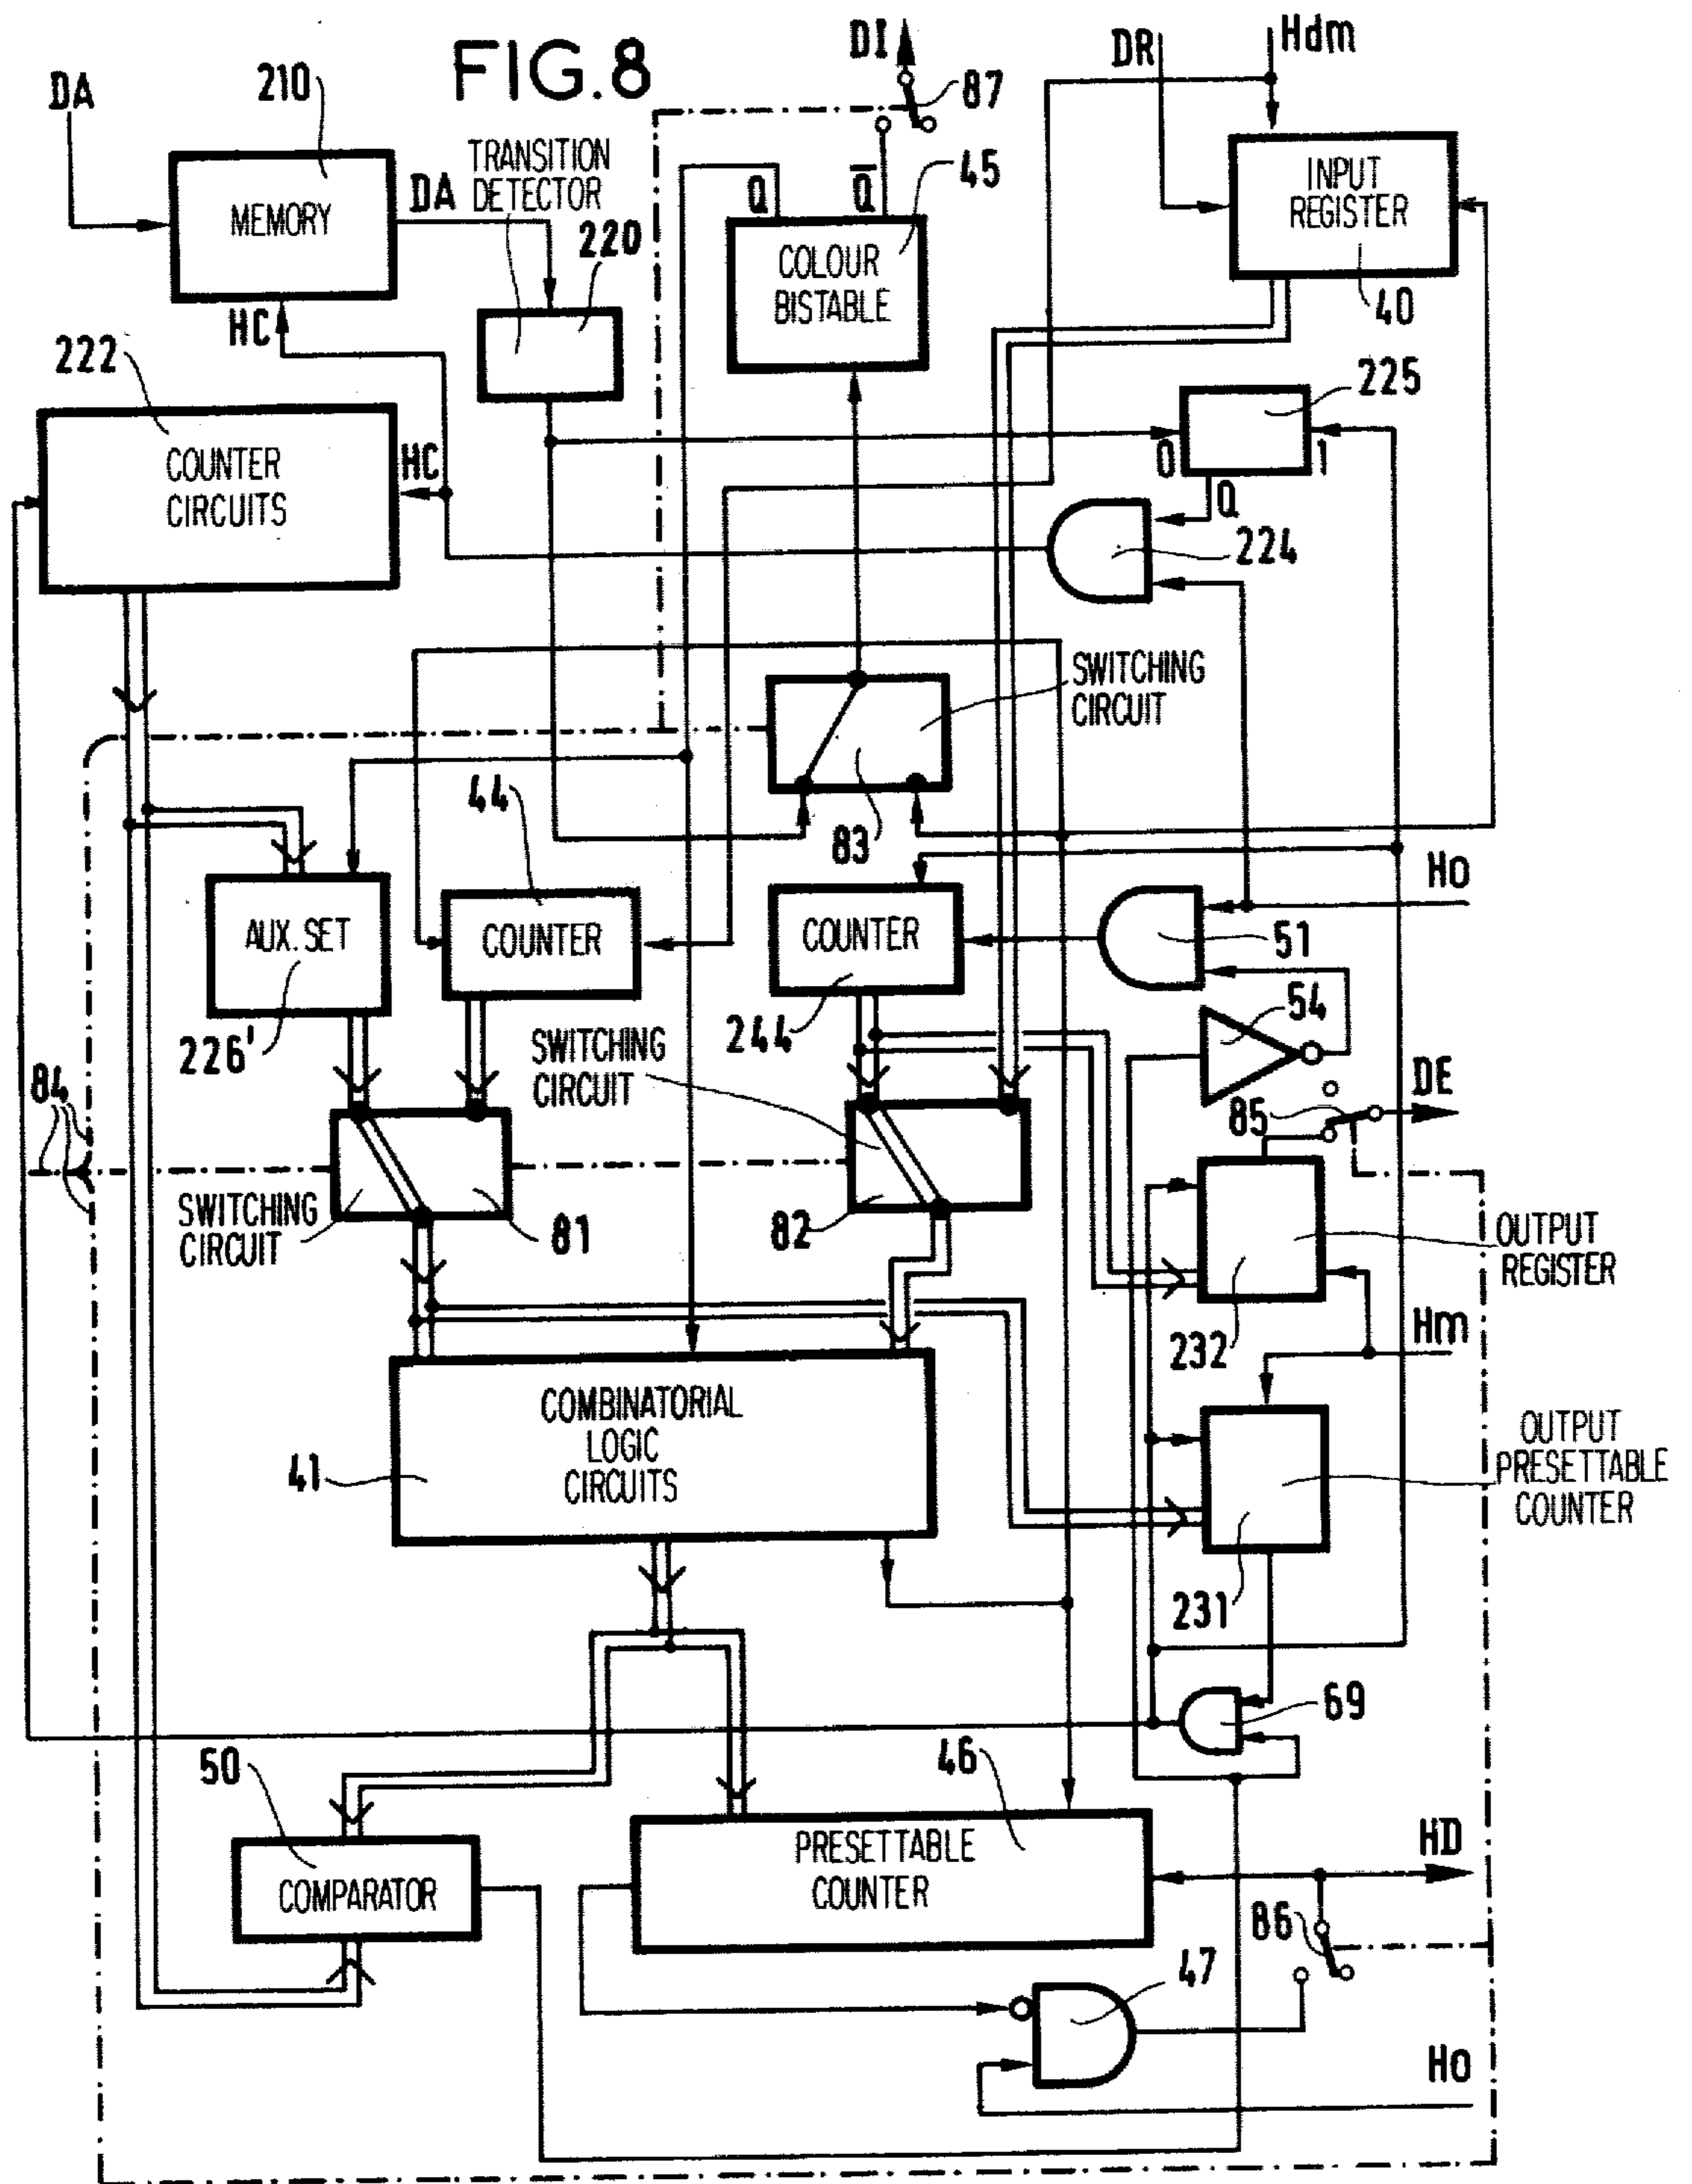 FIG.8
DA
210
MEMORY
DA
TRANSITION
DETECTOR
220
DI
87
Q
Q̅
45
COLOUR
BISTABLE
DR
Hdm
INPUT
REGISTER
40
HC
222
COUNTER
CIRCUITS
HC
225
0
1
Q
224
SWITCHING
CIRCUIT
83
44
AUX. SET
226'
COUNTER
COUNTER
244
Ho
51
54
SWITCHING
CIRCUIT
84
DE
85
SWITCHING
CIRCUIT
81
82
OUTPUT
REGISTER
232
Hm
COMBINATORIAL
LOGIC
CIRCUITS
41
OUTPUT
PRESETTABLE
COUNTER
231
69
50
COMPARATOR
46
PRESETTABLE
COUNTER
HD
86
47
Ho